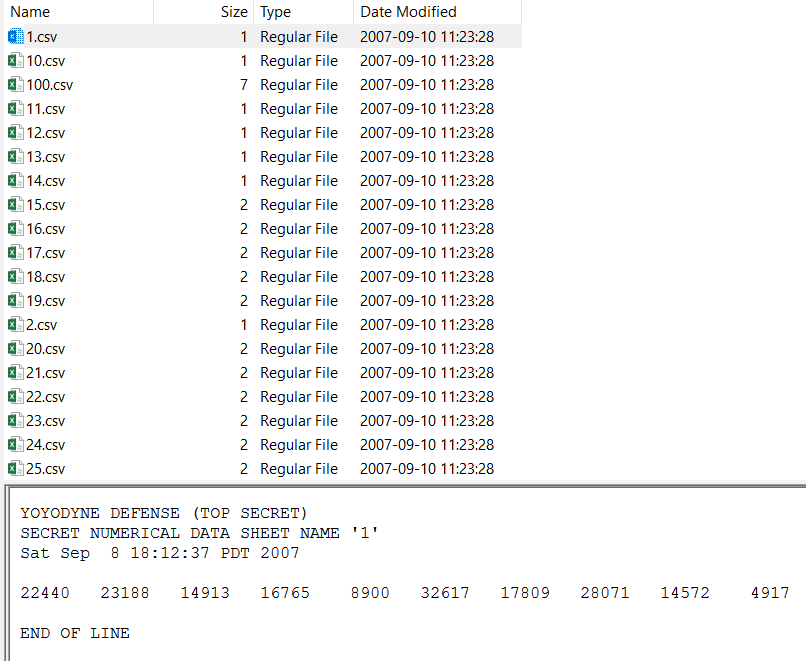 Name Size Type Date Modified
1.csv 1 Regular File 2007-09-10 11:23:28
10.csv 1 Regular File 2007-09-10 11:23:28
100.csv 7 Regular File 2007-09-10 11:23:28
11.csv 1 Regular File 2007-09-10 11:23:28
12.csv 1 Regular File 2007-09-10 11:23:28
13.csv 1 Regular File 2007-09-10 11:23:28
14.csv 1 Regular File 2007-09-10 11:23:28
15.csv 2 Regular File 2007-09-10 11:23:28
16.csv 2 Regular File 2007-09-10 11:23:28
17.csv 2 Regular File 2007-09-10 11:23:28
18.csv 2 Regular File 2007-09-10 11:23:28
19.csv 2 Regular File 2007-09-10 11:23:28
2.csv 1 Regular File 2007-09-10 11:23:28
20.csv 2 Regular File 2007-09-10 11:23:28
21.csv 2 Regular File 2007-09-10 11:23:28
22.csv 2 Regular File 2007-09-10 11:23:28
23.csv 2 Regular File 2007-09-10 11:23:28
24.csv 2 Regular File 2007-09-10 11:23:28
25.csv 2 Regular File 2007-09-10 11:23:28
YOYODYNE DEFENSE (TOP SECRET)
SECRET NUMERICAL DATA SHEET NAME '1'
Sat Sep  8 18:12:37 PDT 2007
22440 23188 14913 16765 8900 32617 17809 28071 14572 4917
END OF LINE